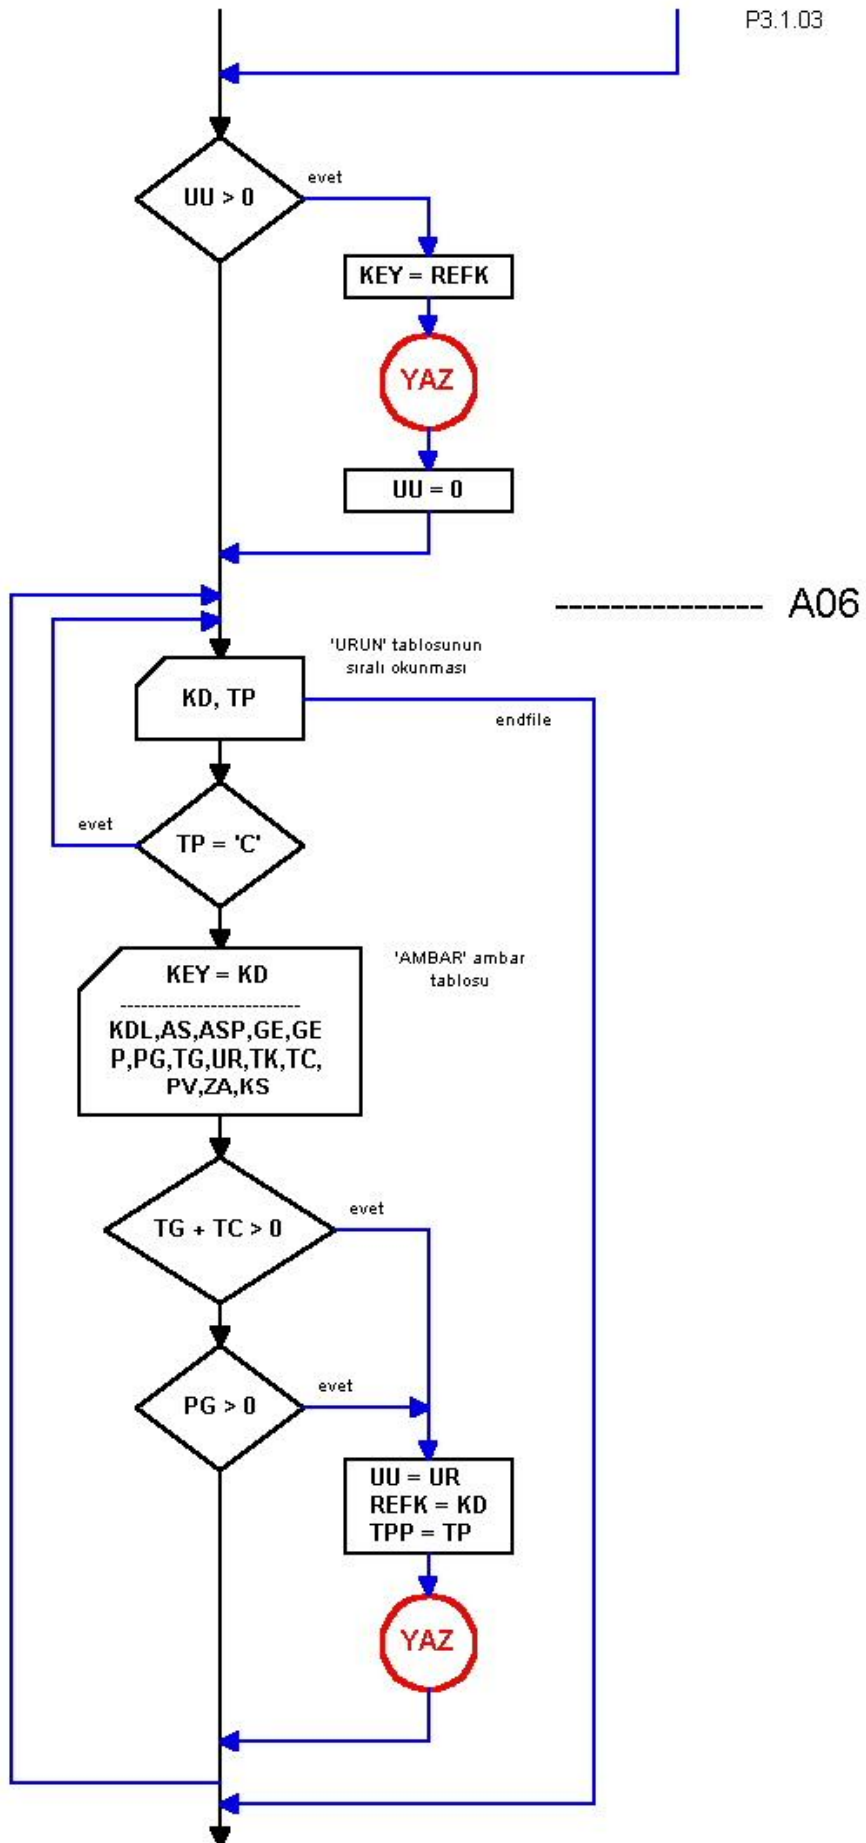 P3.1.03
UU > 0
evet
KEY = REFK
YAZ
UU = 0
--------------- A06
'URUN' tablosunun
sıralı okunması
KD, TP
endfile
evet
TP = 'C'
'AMBAR' ambar
tablosu
KEY = KD
--------------------------
KDL,AS,ASP,GE,GE
P,PG,TG,UR,TK,TC,
PV,ZA,KS
TG + TC > 0
evet
PG > 0
evet
UU = UR
REFK = KD
TPP = TP
YAZ